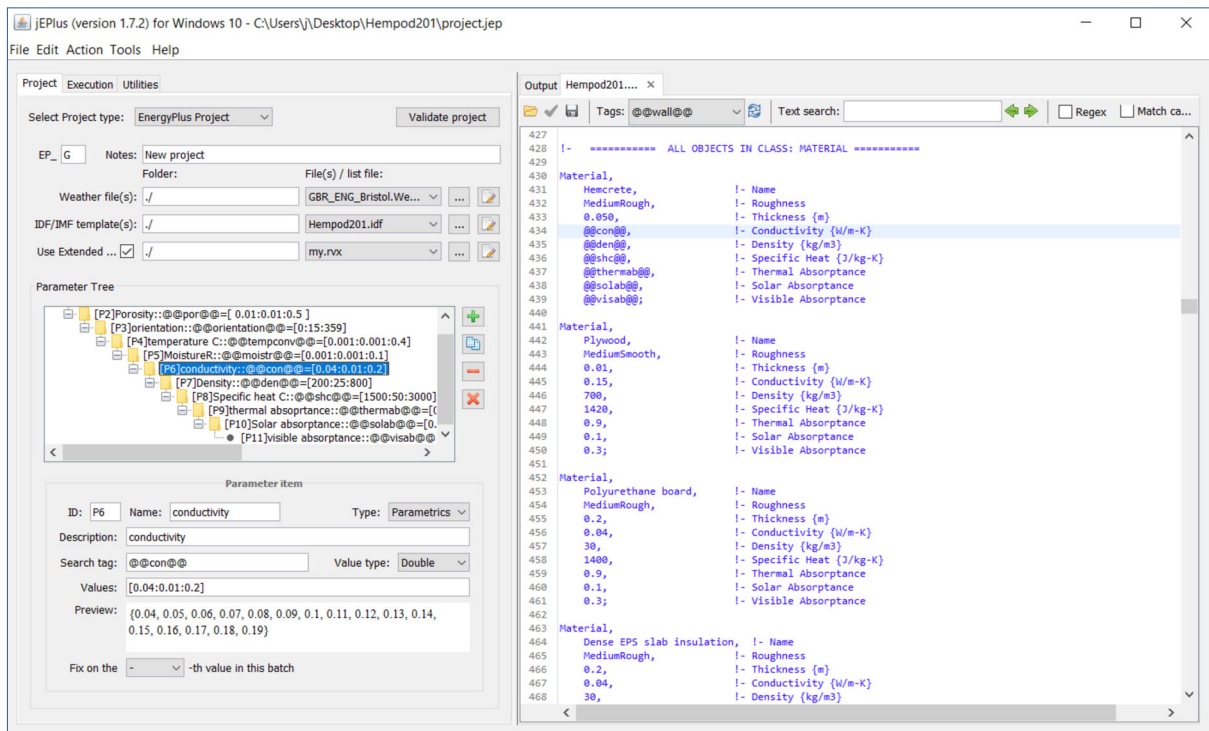 jEPlus (version 1.7.2) for Windows 10 - C:\Users\j\Desktop\Hempod201\project.jep
File Edit Action Tools Help
Project Execution Utilities
Select Project type: EnergyPlus Project Validate project
EP_ G Notes: New project
Folder: File(s) / list file:
Weather file(s): ./ GBR_ENG_Bristol.We... ...
IDF/IMF template(s): ./ Hempod201.idf ...
Use Extended ... ./ my.rvx ...
Parameter Tree
[P2]Porosity::@@por@@=[ 0.01:0.01:0.5 ]
[P3]orientation::@@orientation@@=[0:15:359]
[P4]temperature C::@@tempconv@@=[0.001:0.001:0.4]
[P5]MoistureR::@@moistr@@=[0.001:0.001:0.1]
[P6]conductivity::@@con@@=[0.04:0.01:0.2]
[P7]Density::@@den@@=[200:25:800]
[P8]Specific heat C::@@shc@@=[1500:50:3000]
[P9]thermal absoprtance::@@thermab@@=[0
[P10]Solar absorptance::@@solab@@=[0.
[P11]visible absorptance::@@visab@@
Parameter item
ID: P6 Name: conductivity Type: Parametrics
Description: conductivity
Search tag: @@con@@ Value type: Double
Values: [0.04:0.01:0.2]
Preview: {0.04, 0.05, 0.06, 0.07, 0.08, 0.09, 0.1, 0.11, 0.12, 0.13, 0.14,
0.15, 0.16, 0.17, 0.18, 0.19}
Fix on the - -th value in this batch
Output Hempod201....
Tags: @@wall@@ Text search: Regex Match ca...
427
428 !- =========== ALL OBJECTS IN CLASS: MATERIAL ===========
429
430 Material,
431 Hemcrete, !- Name
432 MediumRough, !- Roughness
433 0.050, !- Thickness {m}
434 @@con@@, !- Conductivity {W/m-K}
435 @@den@@, !- Density {kg/m3}
436 @@shc@@, !- Specific Heat {J/kg-K}
437 @@thermab@@, !- Thermal Absorptance
438 @@solab@@, !- Solar Absorptance
439 @@visab@@; !- Visible Absorptance
440
441 Material,
442 Plywood, !- Name
443 MediumSmooth, !- Roughness
444 0.01, !- Thickness {m}
445 0.15, !- Conductivity {W/m-K}
446 700, !- Density {kg/m3}
447 1420, !- Specific Heat {J/kg-K}
448 0.9, !- Thermal Absorptance
449 0.1, !- Solar Absorptance
450 0.3; !- Visible Absorptance
451
452 Material,
453 Polyurethane board, !- Name
454 MediumRough, !- Roughness
455 0.2, !- Thickness {m}
456 0.04, !- Conductivity {W/m-K}
457 30, !- Density {kg/m3}
458 1400, !- Specific Heat {J/kg-K}
459 0.9, !- Thermal Absorptance
460 0.1, !- Solar Absorptance
461 0.3; !- Visible Absorptance
462
463 Material,
464 Dense EPS slab insulation, !- Name
465 MediumRough, !- Roughness
466 0.2, !- Thickness {m}
467 0.04, !- Conductivity {W/m-K}
468 30, !- Density {kg/m3}